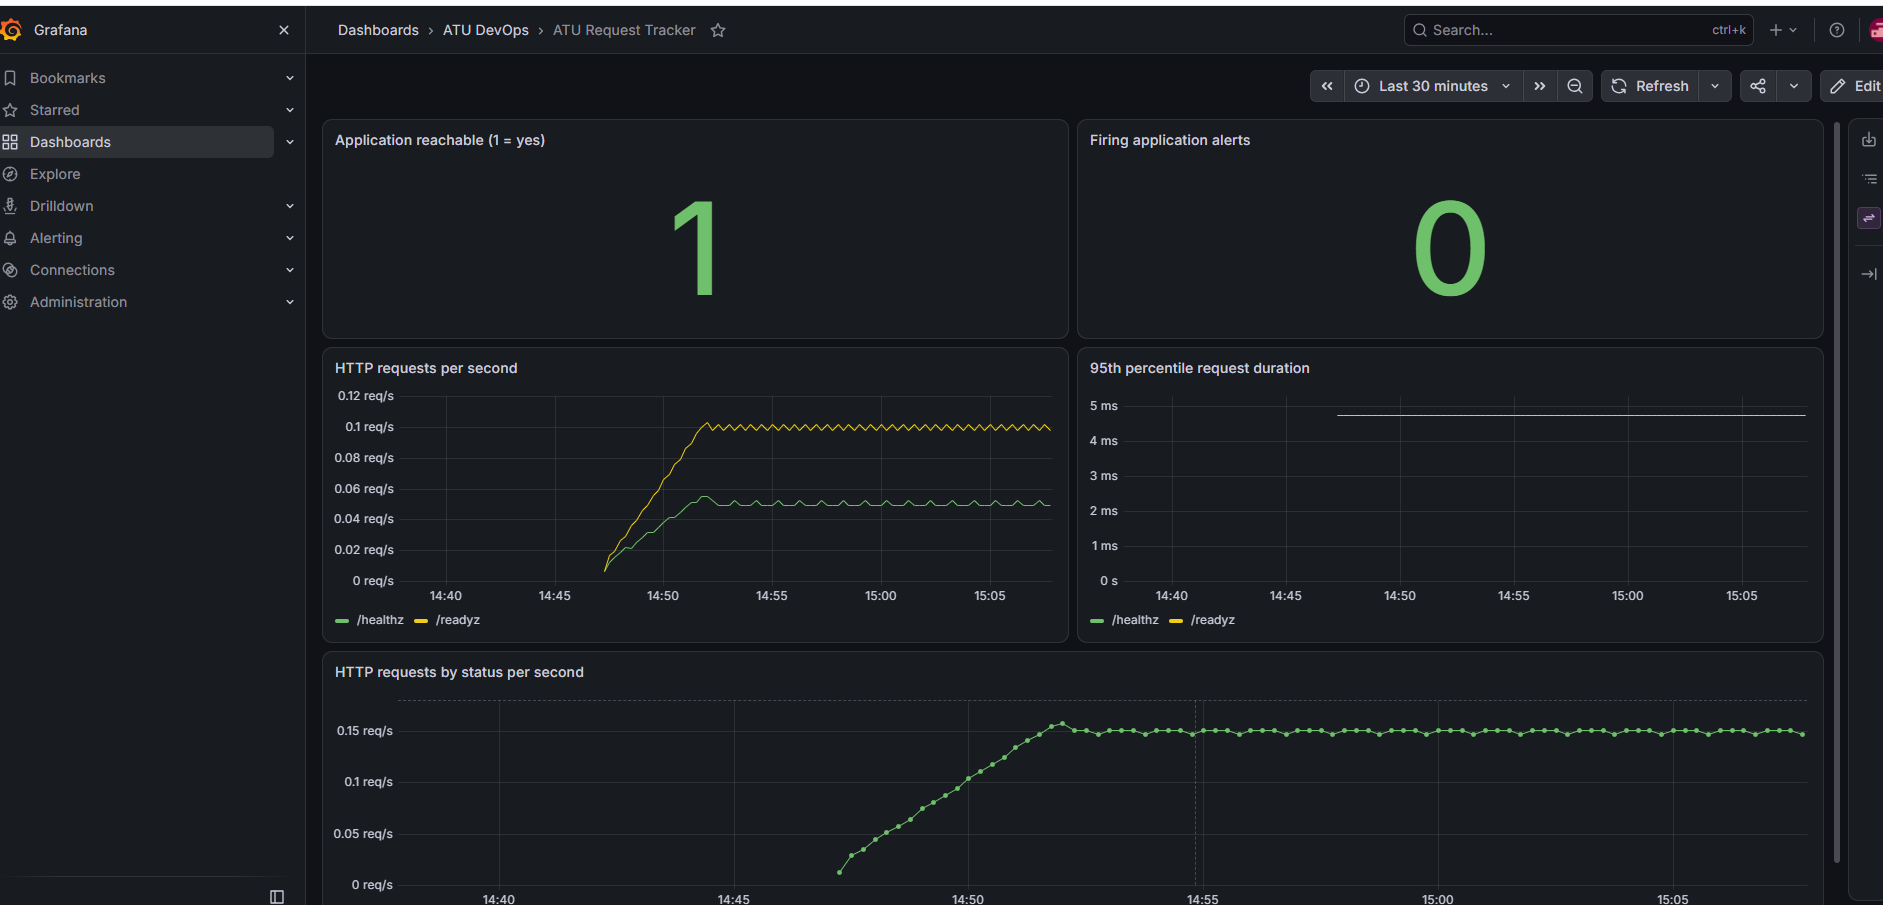 Grafana
Dashboards › ATU DevOps › ATU Request Tracker
Search... ctrl+k
Bookmarks
Starred
Dashboards
Explore
Drilldown
Alerting
Connections
Administration
Last 30 minutes
Refresh
Edit
Application reachable (1 = yes)
1
Firing application alerts
0
HTTP requests per second
0.12 req/s
0.1 req/s
0.08 req/s
0.06 req/s
0.04 req/s
0.02 req/s
0 req/s
14:40 14:45 14:50 14:55 15:00 15:05
/healthz /readyz
95th percentile request duration
5 ms
4 ms
3 ms
2 ms
1 ms
0 s
14:40 14:45 14:50 14:55 15:00 15:05
/healthz /readyz
HTTP requests by status per second
0.15 req/s
0.1 req/s
0.05 req/s
0 req/s
14:40 14:45 14:50 14:55 15:00 15:05